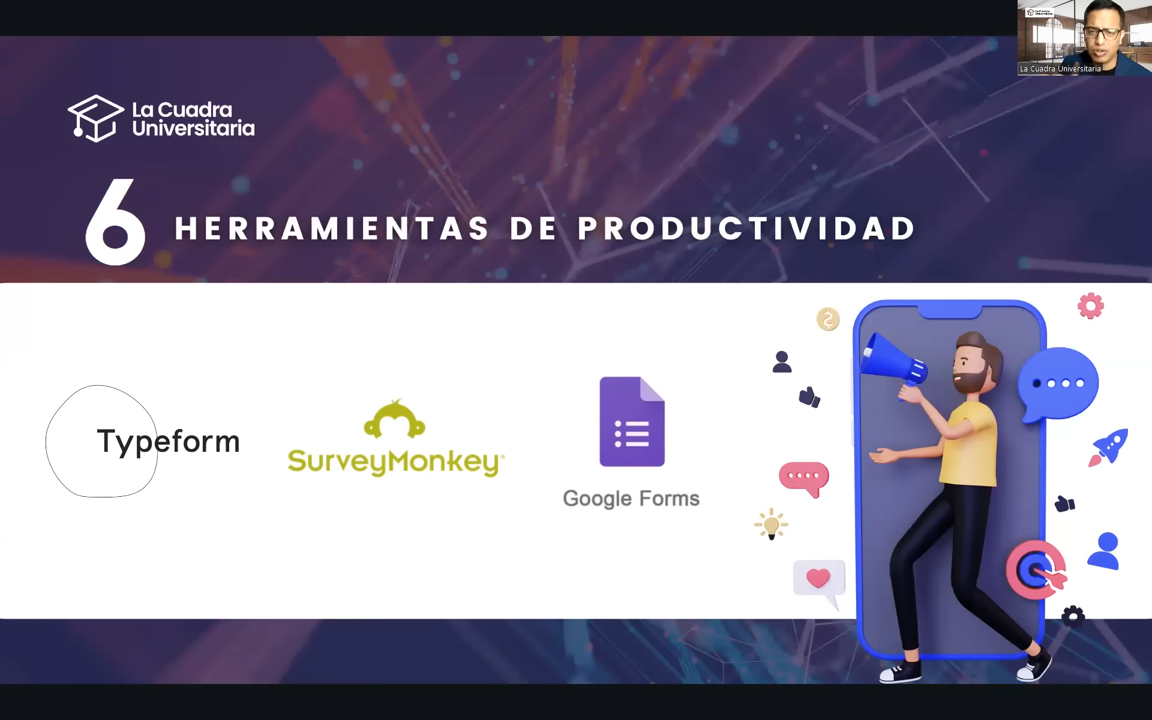 La Cuadra Universitaria
La Cuadra
Universitaria
6 HERRAMIENTAS DE PRODUCTIVIDAD
Typeform
SurveyMonkey
Google Forms